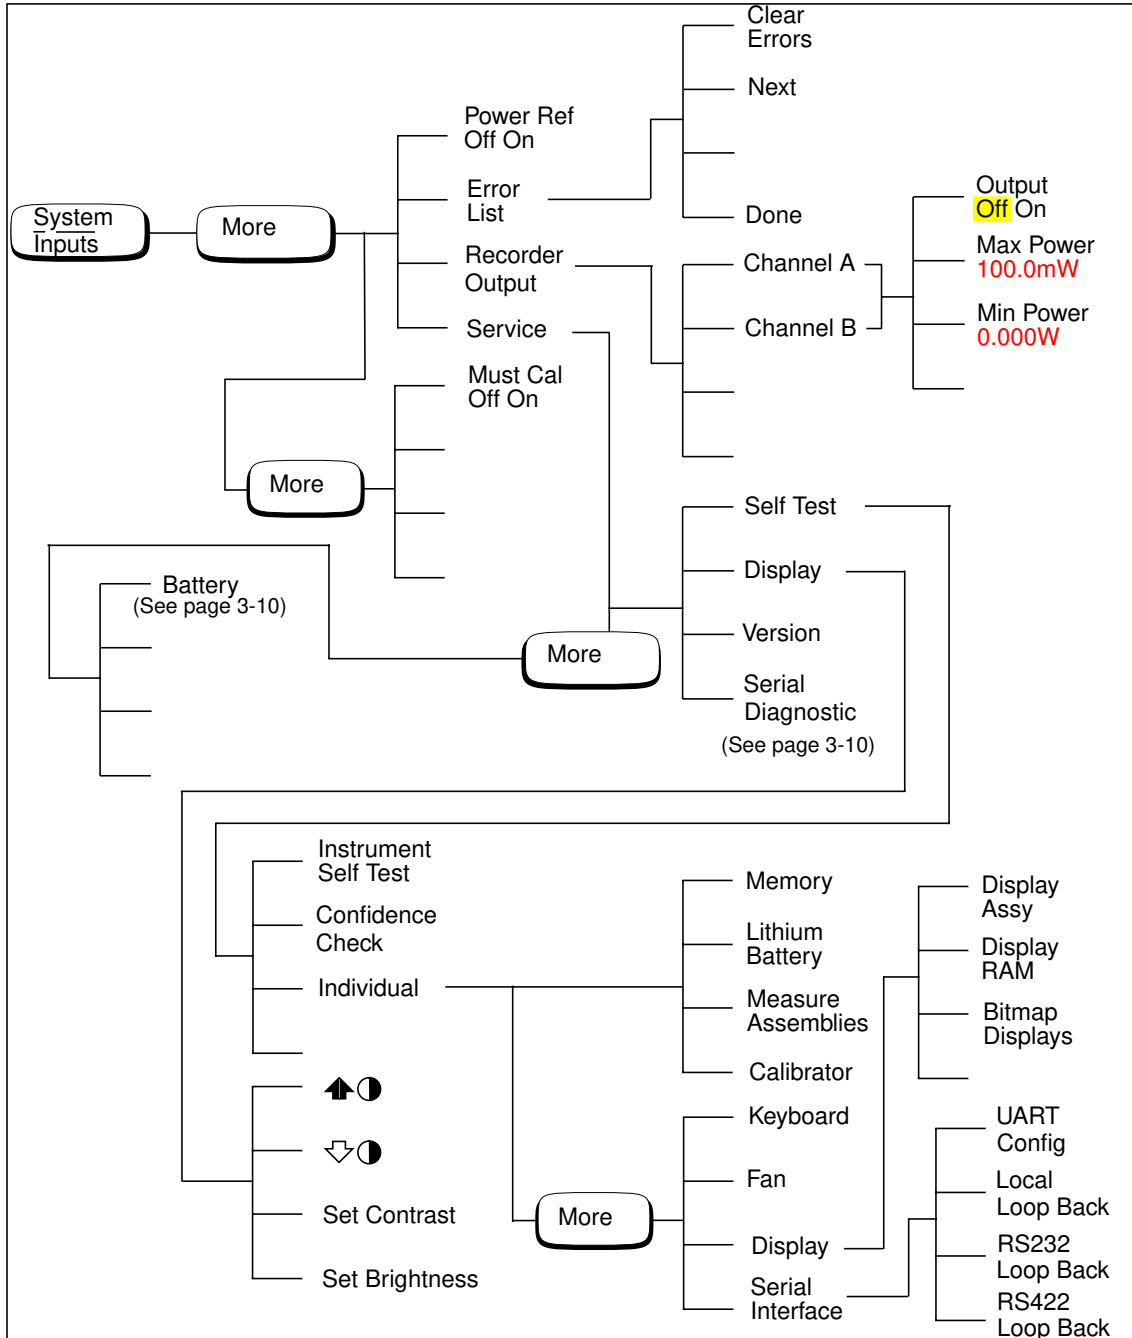 Clear
Errors
Next
Done
Power Ref
Off On
Error
List
Recorder
Output
Service
System
Inputs
More
Channel A
Channel B
Output
Off On
Max Power
100.0mW
Min Power
0.000W
Must Cal
Off On
More
Self Test
Display
Version
Serial
Diagnostic
(See page 3-10)
More
Battery
(See page 3-10)
Instrument
Self Test
Confidence
Check
Individual
Set Contrast
Set Brightness
Memory
Lithium
Battery
Measure
Assemblies
Calibrator
Keyboard
Fan
Display
Serial
Interface
More
Display
Assy
Display
RAM
Bitmap
Displays
UART
Config
Local
Loop Back
RS232
Loop Back
RS422
Loop Back